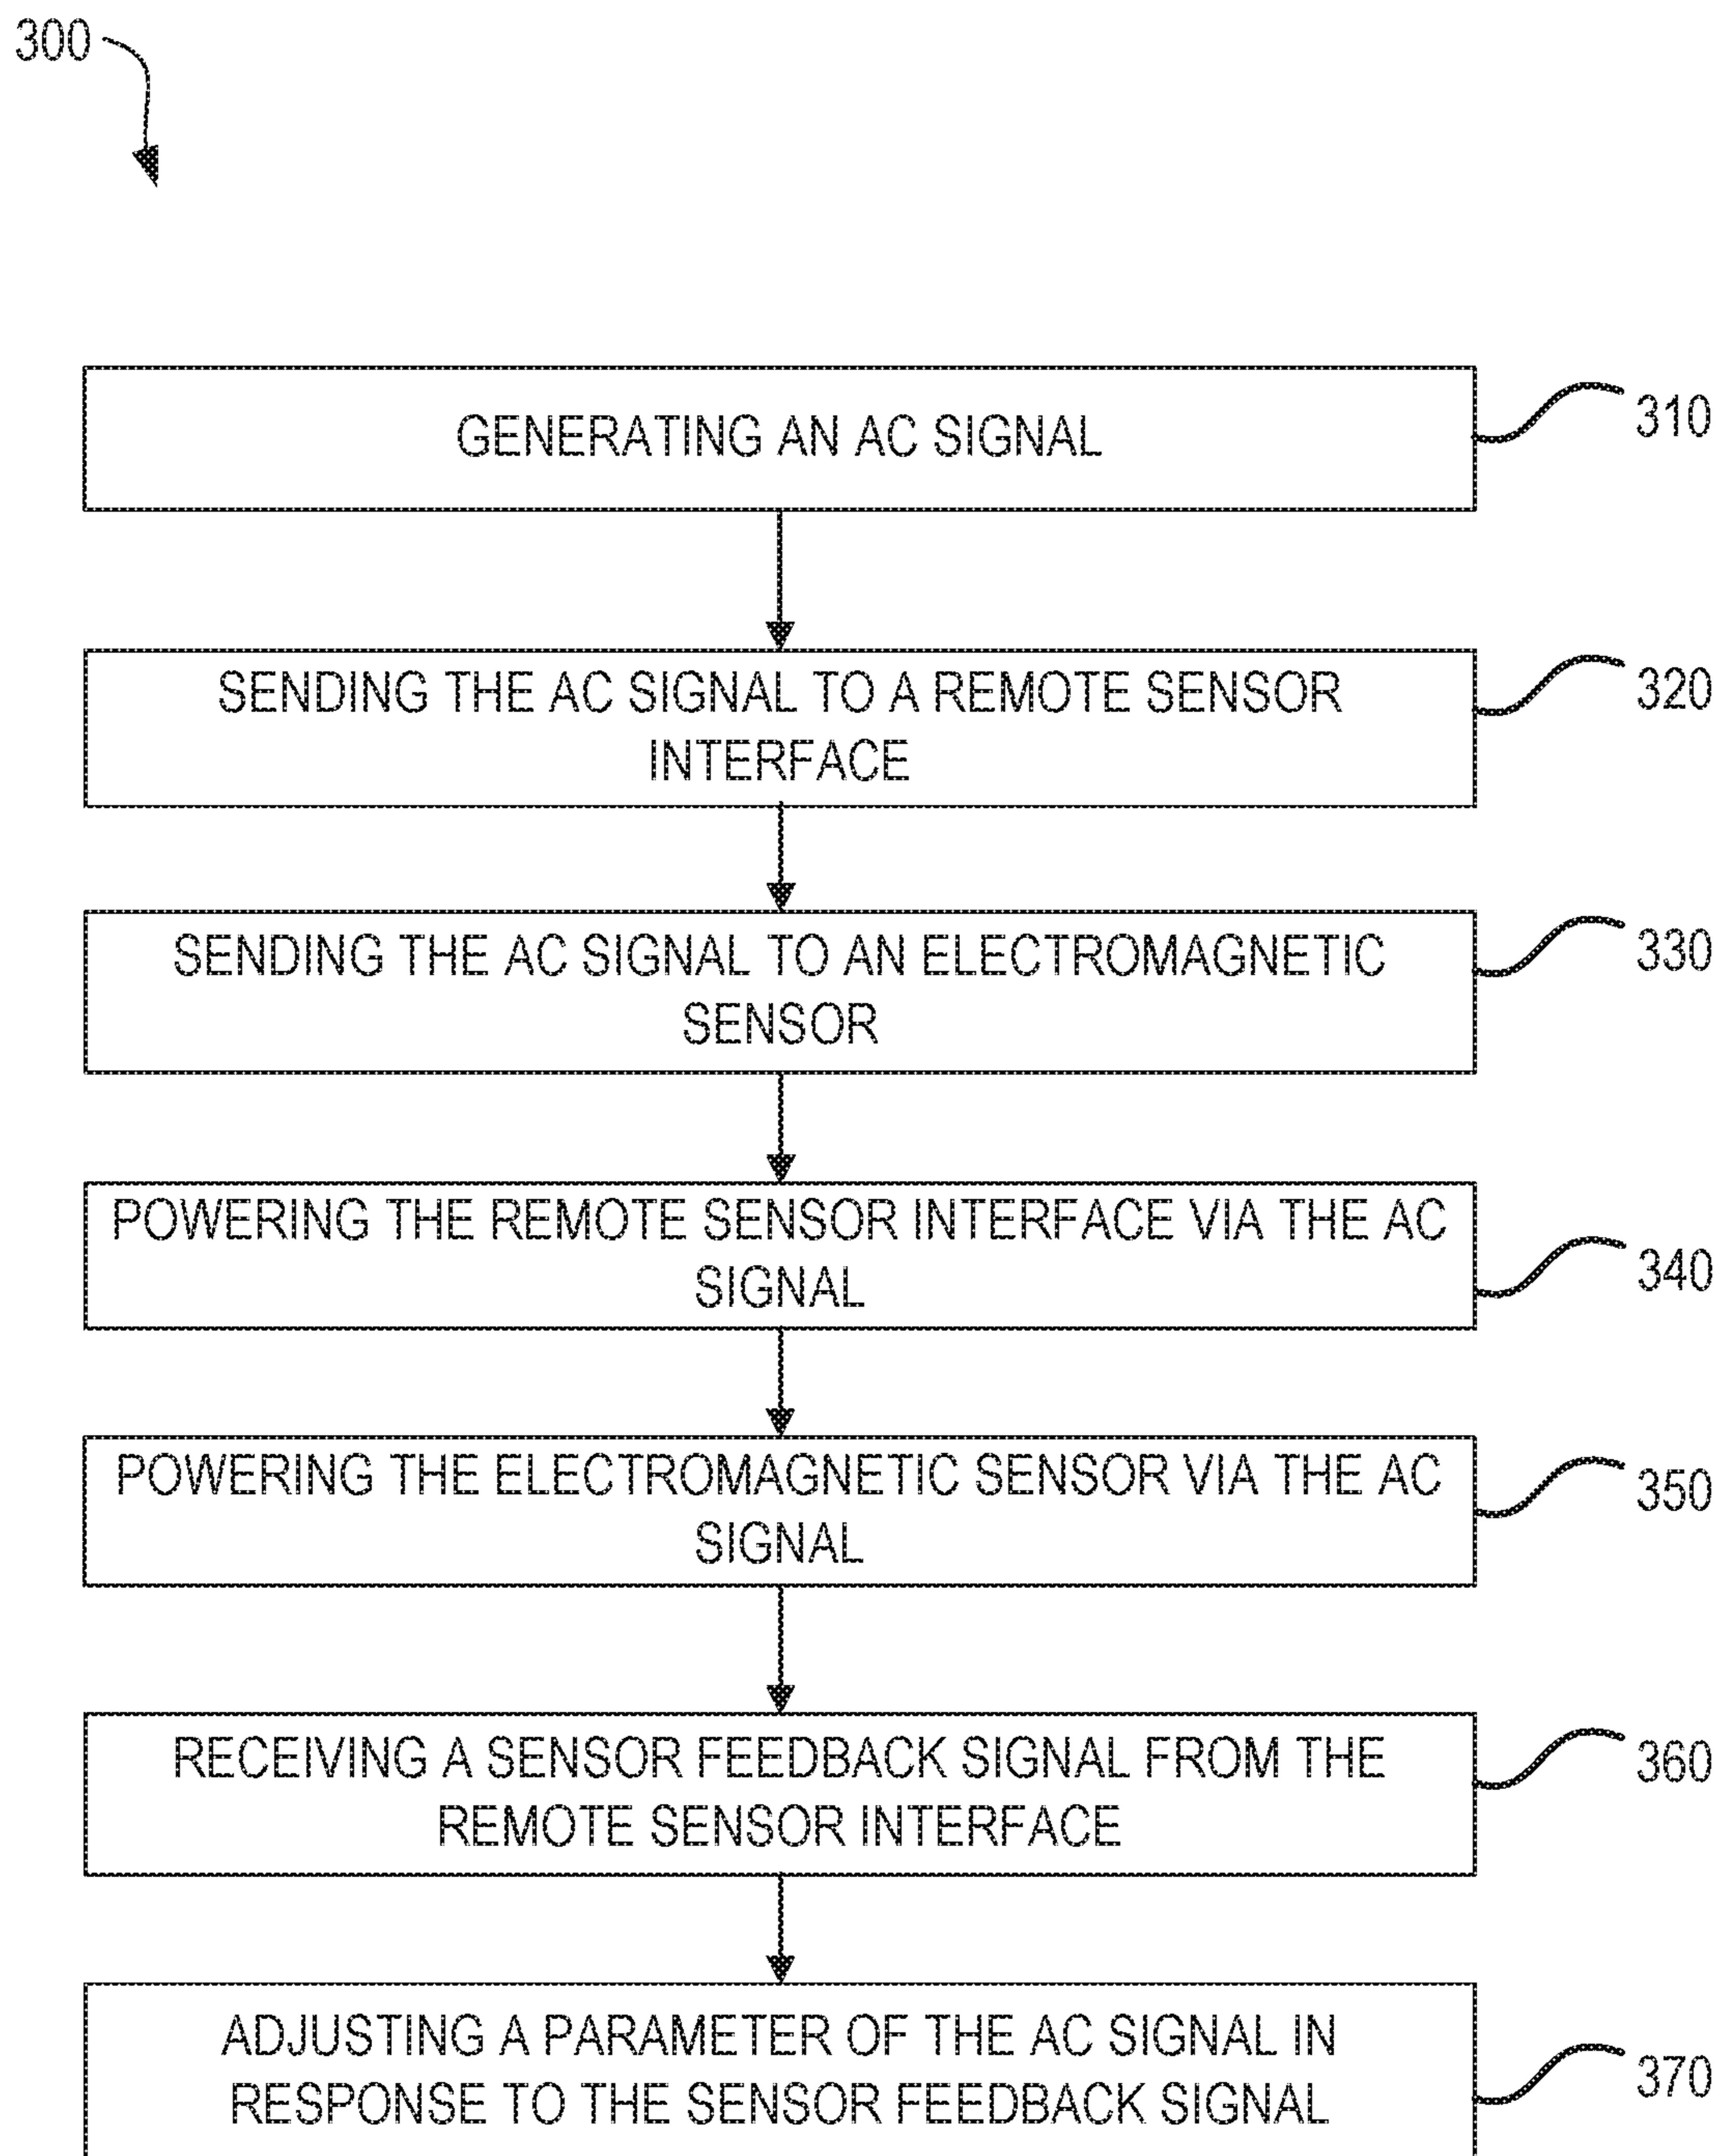 300
GENERATING AN AC SIGNAL
310
SENDING THE AC SIGNAL TO A REMOTE SENSOR
INTERFACE
320
SENDING THE AC SIGNAL TO AN ELECTROMAGNETIC
SENSOR
330
POWERING THE REMOTE SENSOR INTERFACE VIA THE AC
SIGNAL
340
POWERING THE ELECTROMAGNETIC SENSOR VIA THE AC
SIGNAL
350
RECEIVING A SENSOR FEEDBACK SIGNAL FROM THE
REMOTE SENSOR INTERFACE
360
ADJUSTING A PARAMETER OF THE AC SIGNAL IN
RESPONSE TO THE SENSOR FEEDBACK SIGNAL
370